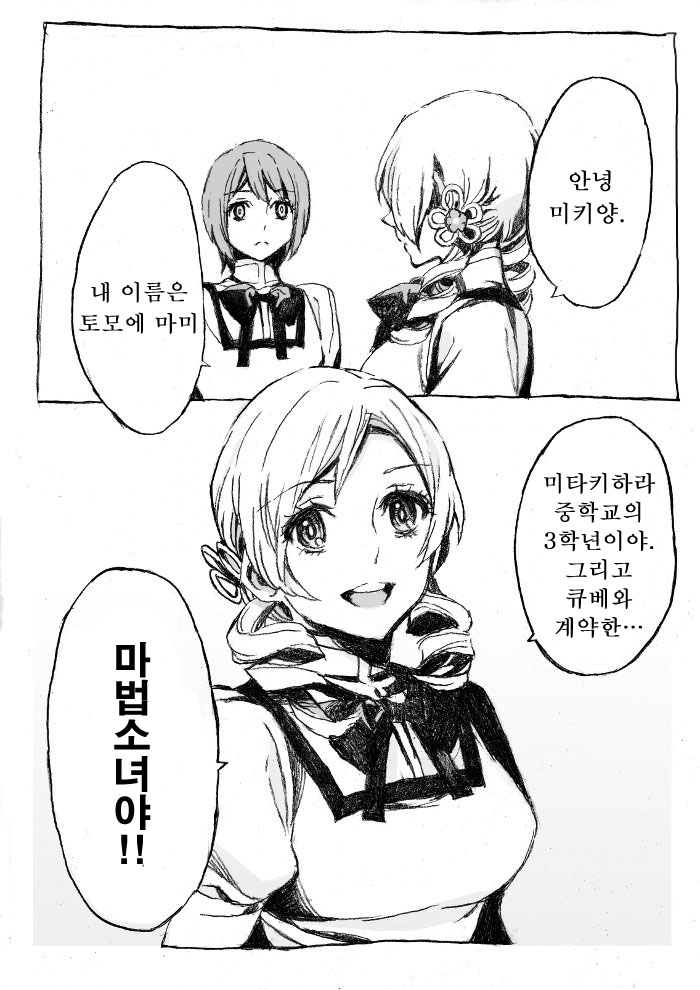 안녕
미키양.
내 이름은
토모에 마미
미타키하라
중학교의
3학년이야.
그리고
큐베와
계약한…
마법소녀야!!